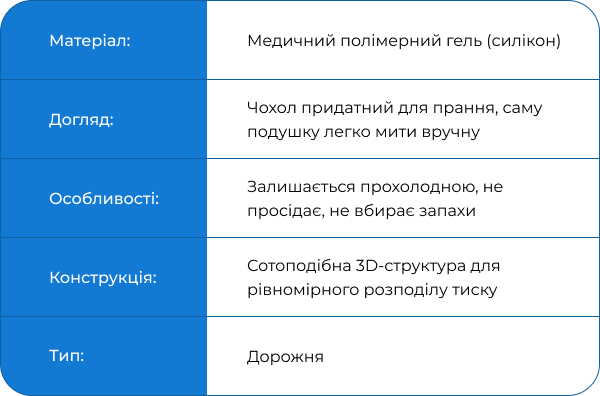 Матеріал:
Медичний полімерний гель (силікон)
Догляд:
Чохол придатний для прання, саму
подушку легко мити вручну
Особливості:
Залишається прохолодною, не
просідає, не вбирає запахи
Конструкція:
Сотоподібна 3D-структура для
рівномірного розподілу тиску
Тип:
Дорожня